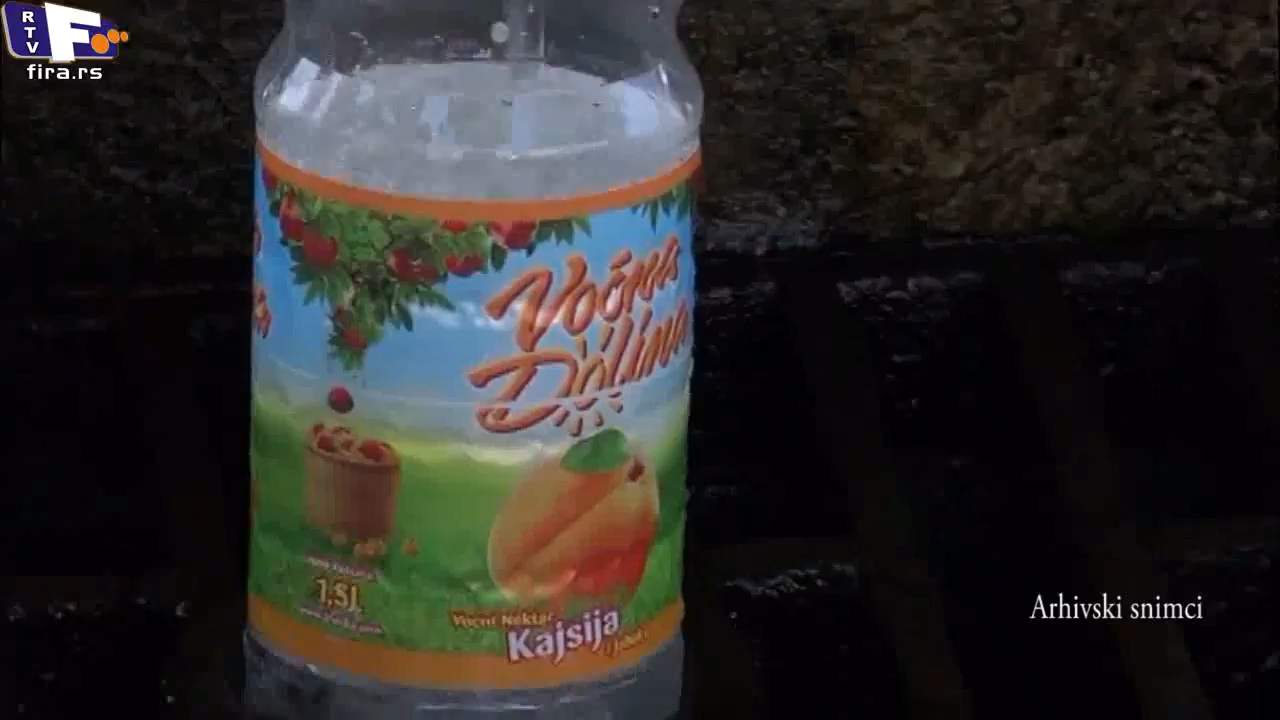 RTV F
fira.rs
Voćna
Dolina
1,5l
Voćni Nektar
Kajsija
Arhivski snimci